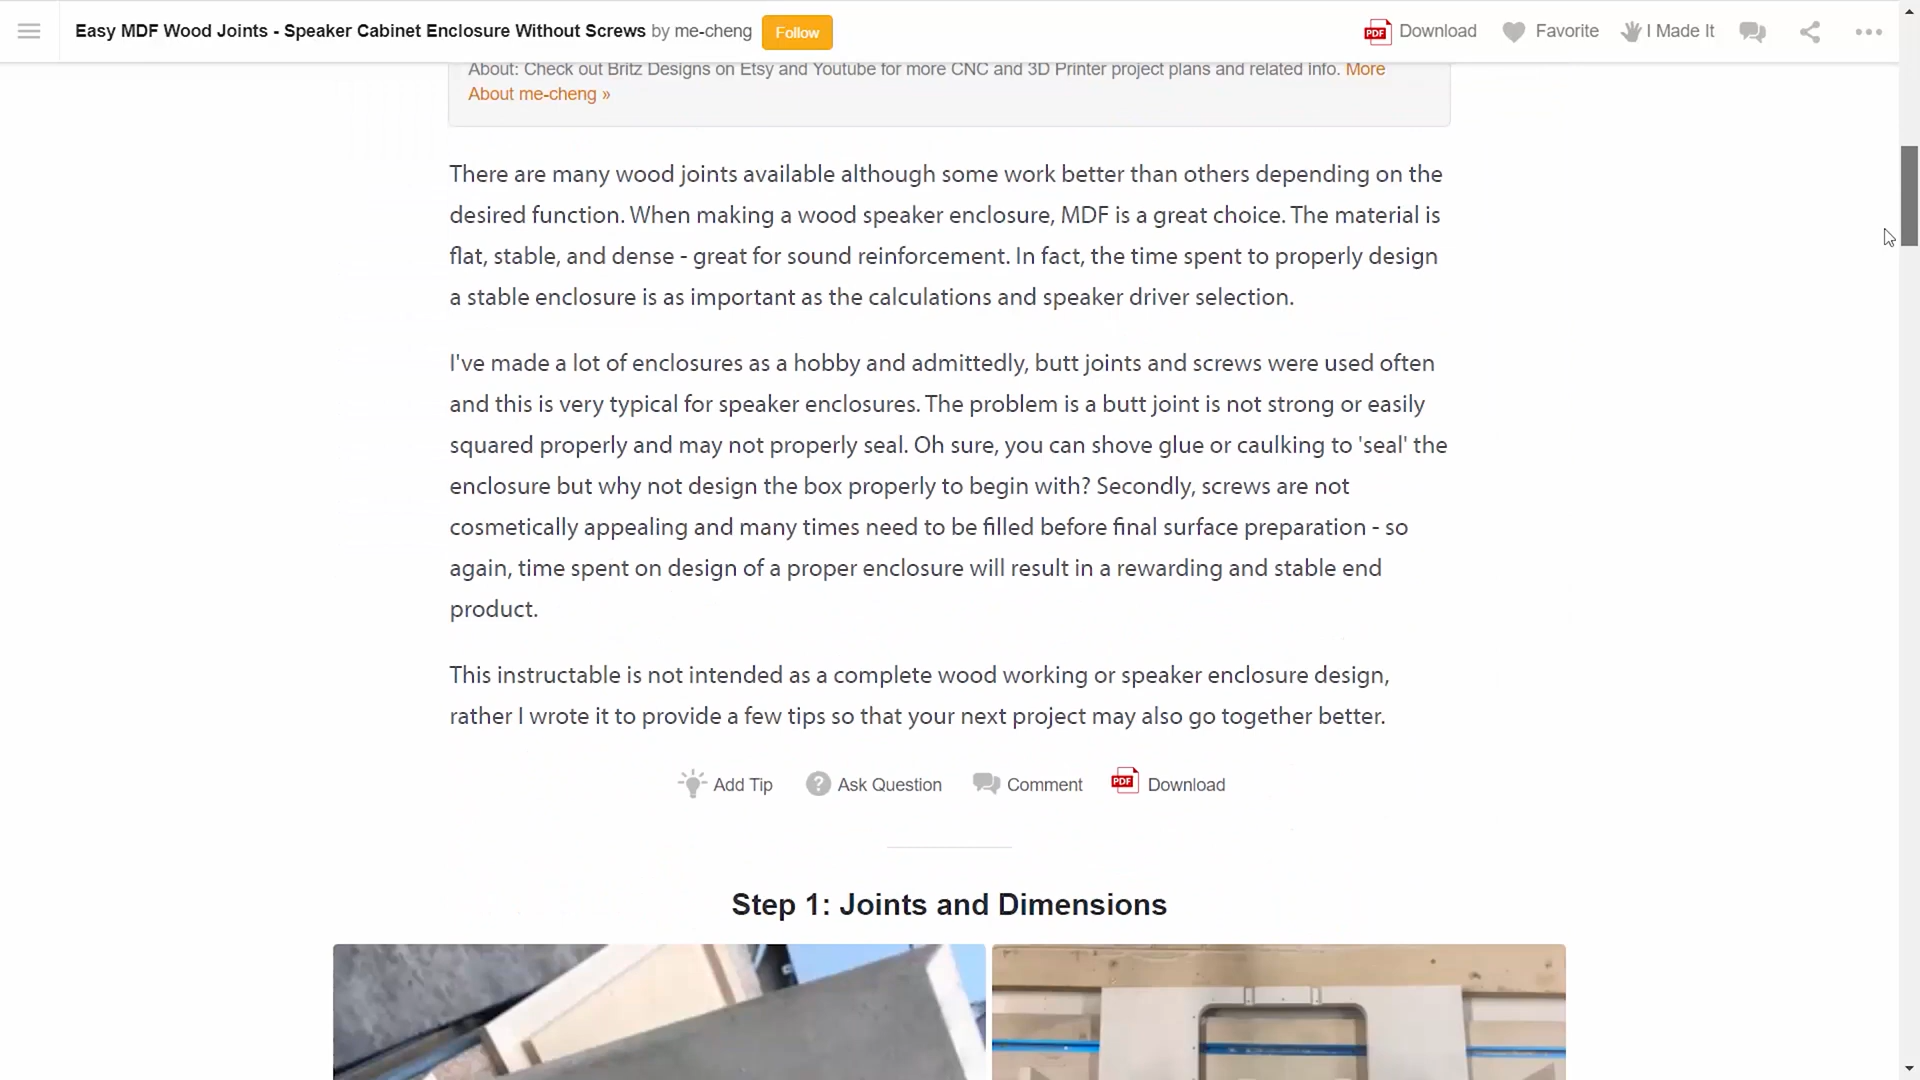 Easy MDF Wood Joints - Speaker Cabinet Enclosure Without Screws by me-cheng Follow PDF Download Favorite I Made It
About: Check out Britz Designs on Etsy and Youtube for more CNC and 3D Printer project plans and related info. More
About me-cheng »
There are many wood joints available although some work better than others depending on the
desired function. When making a wood speaker enclosure, MDF is a great choice. The material is
flat, stable, and dense - great for sound reinforcement. In fact, the time spent to properly design
a stable enclosure is as important as the calculations and speaker driver selection.
I've made a lot of enclosures as a hobby and admittedly, butt joints and screws were used often
and this is very typical for speaker enclosures. The problem is a butt joint is not strong or easily
squared properly and may not properly seal. Oh sure, you can shove glue or caulking to 'seal' the
enclosure but why not design the box properly to begin with? Secondly, screws are not
cosmetically appealing and many times need to be filled before final surface preparation - so
again, time spent on design of a proper enclosure will result in a rewarding and stable end
product.
This instructable is not intended as a complete wood working or speaker enclosure design,
rather I wrote it to provide a few tips so that your next project may also go together better.
Add Tip ? Ask Question Comment PDF Download
Step 1: Joints and Dimensions